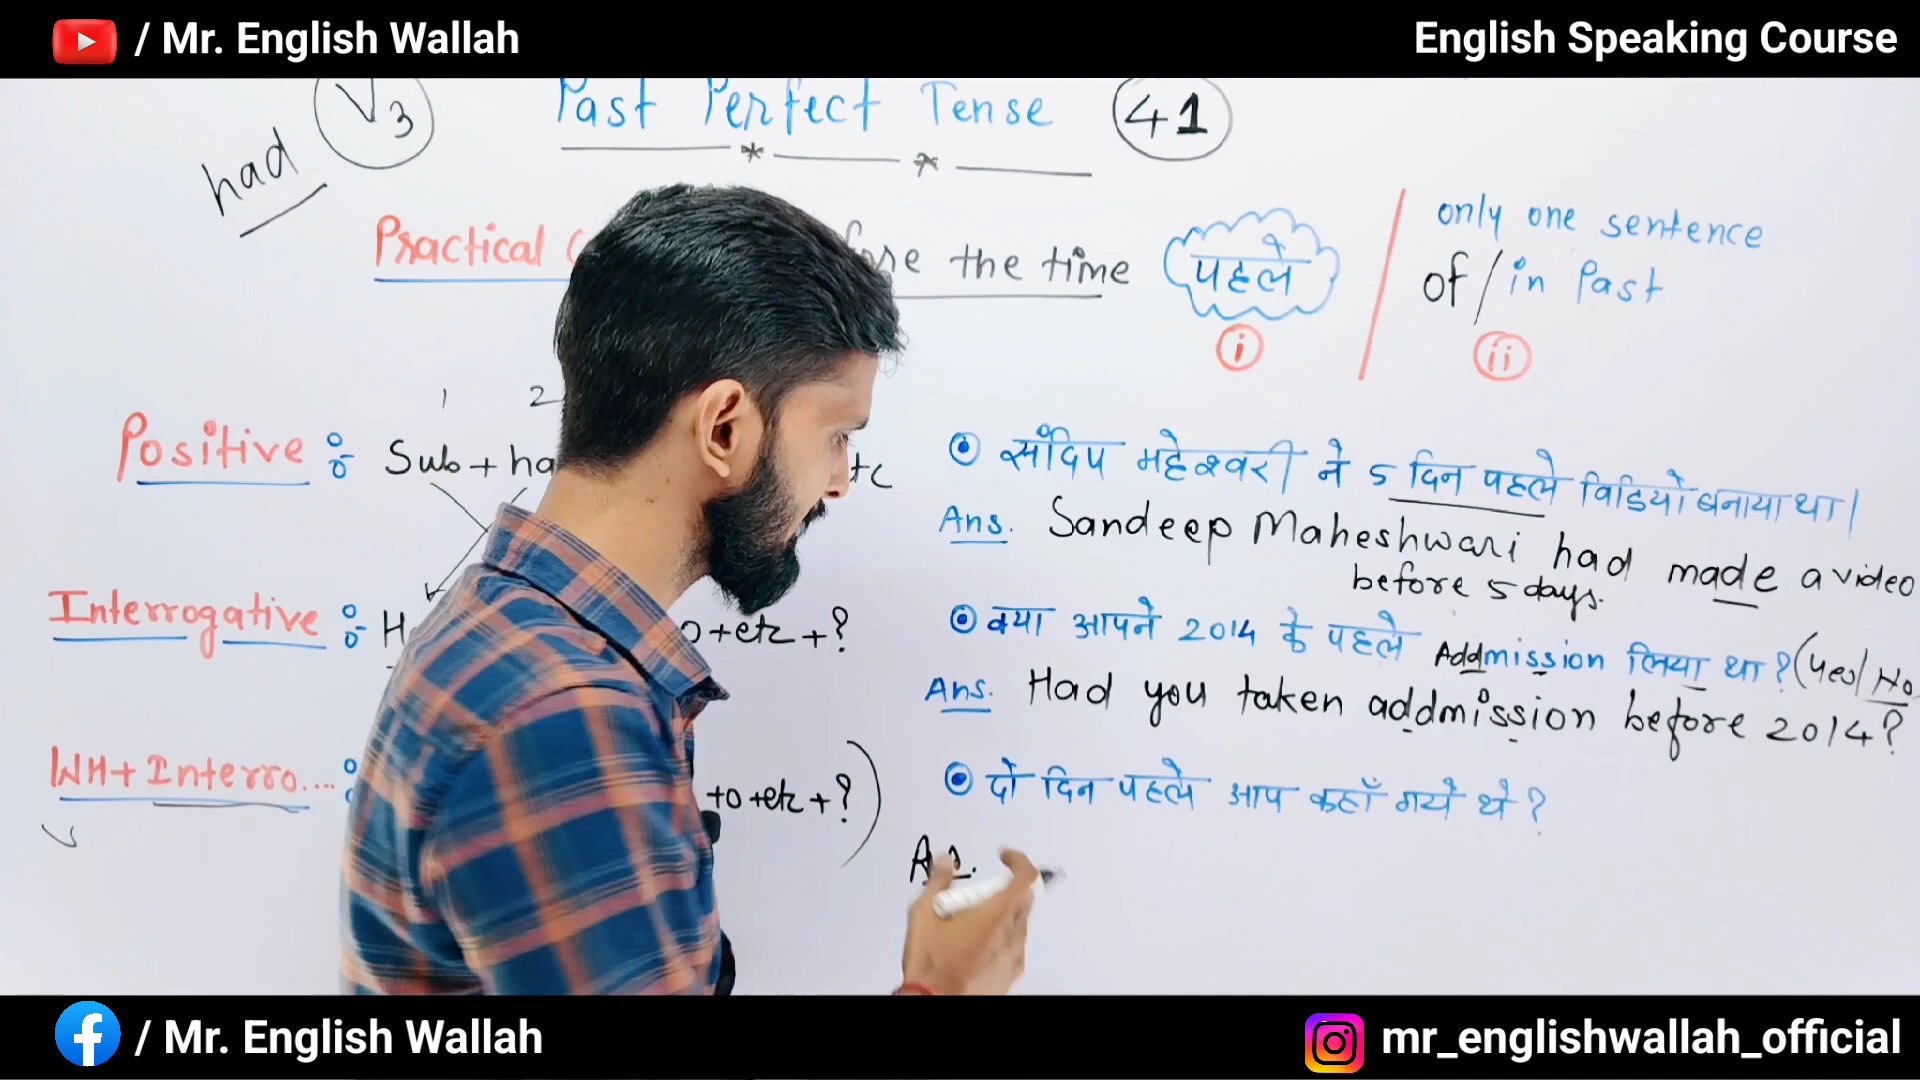 / Mr. English Wallah
English Speaking Course
had V3
Past Perfect Tense 41
Practical
the time पहले
i
only one sentence
of / in Past
ii
1 2
Positive : Sub + ha
Interrogative : H
+ etc + ?
WH + Interro.... :
+o + etc + ?)
संदिप महेश्वरी ने 5 दिन पहले विडियो बनाया था।
Ans. Sandeep Maheshwari had made a video
before 5 days.
क्या आपने 2014 के पहले Addmission लिया था? (Yes/No
Ans. Had you taken addmission before 2014?
दो दिन पहले आप कहाँ गये थे?
/ Mr. English Wallah
mr_englishwallah_official